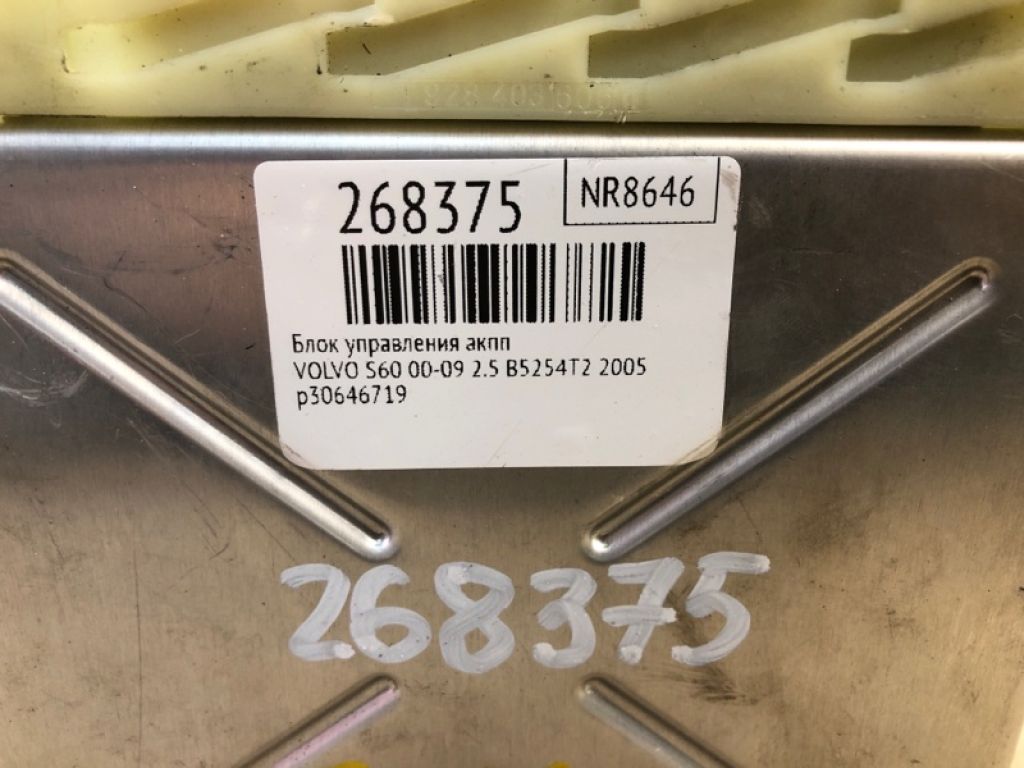 268375
NR8646
Блок управления акпп
VOLVO S60 00-09 2.5 B5254T2 2005
p30646719
268375